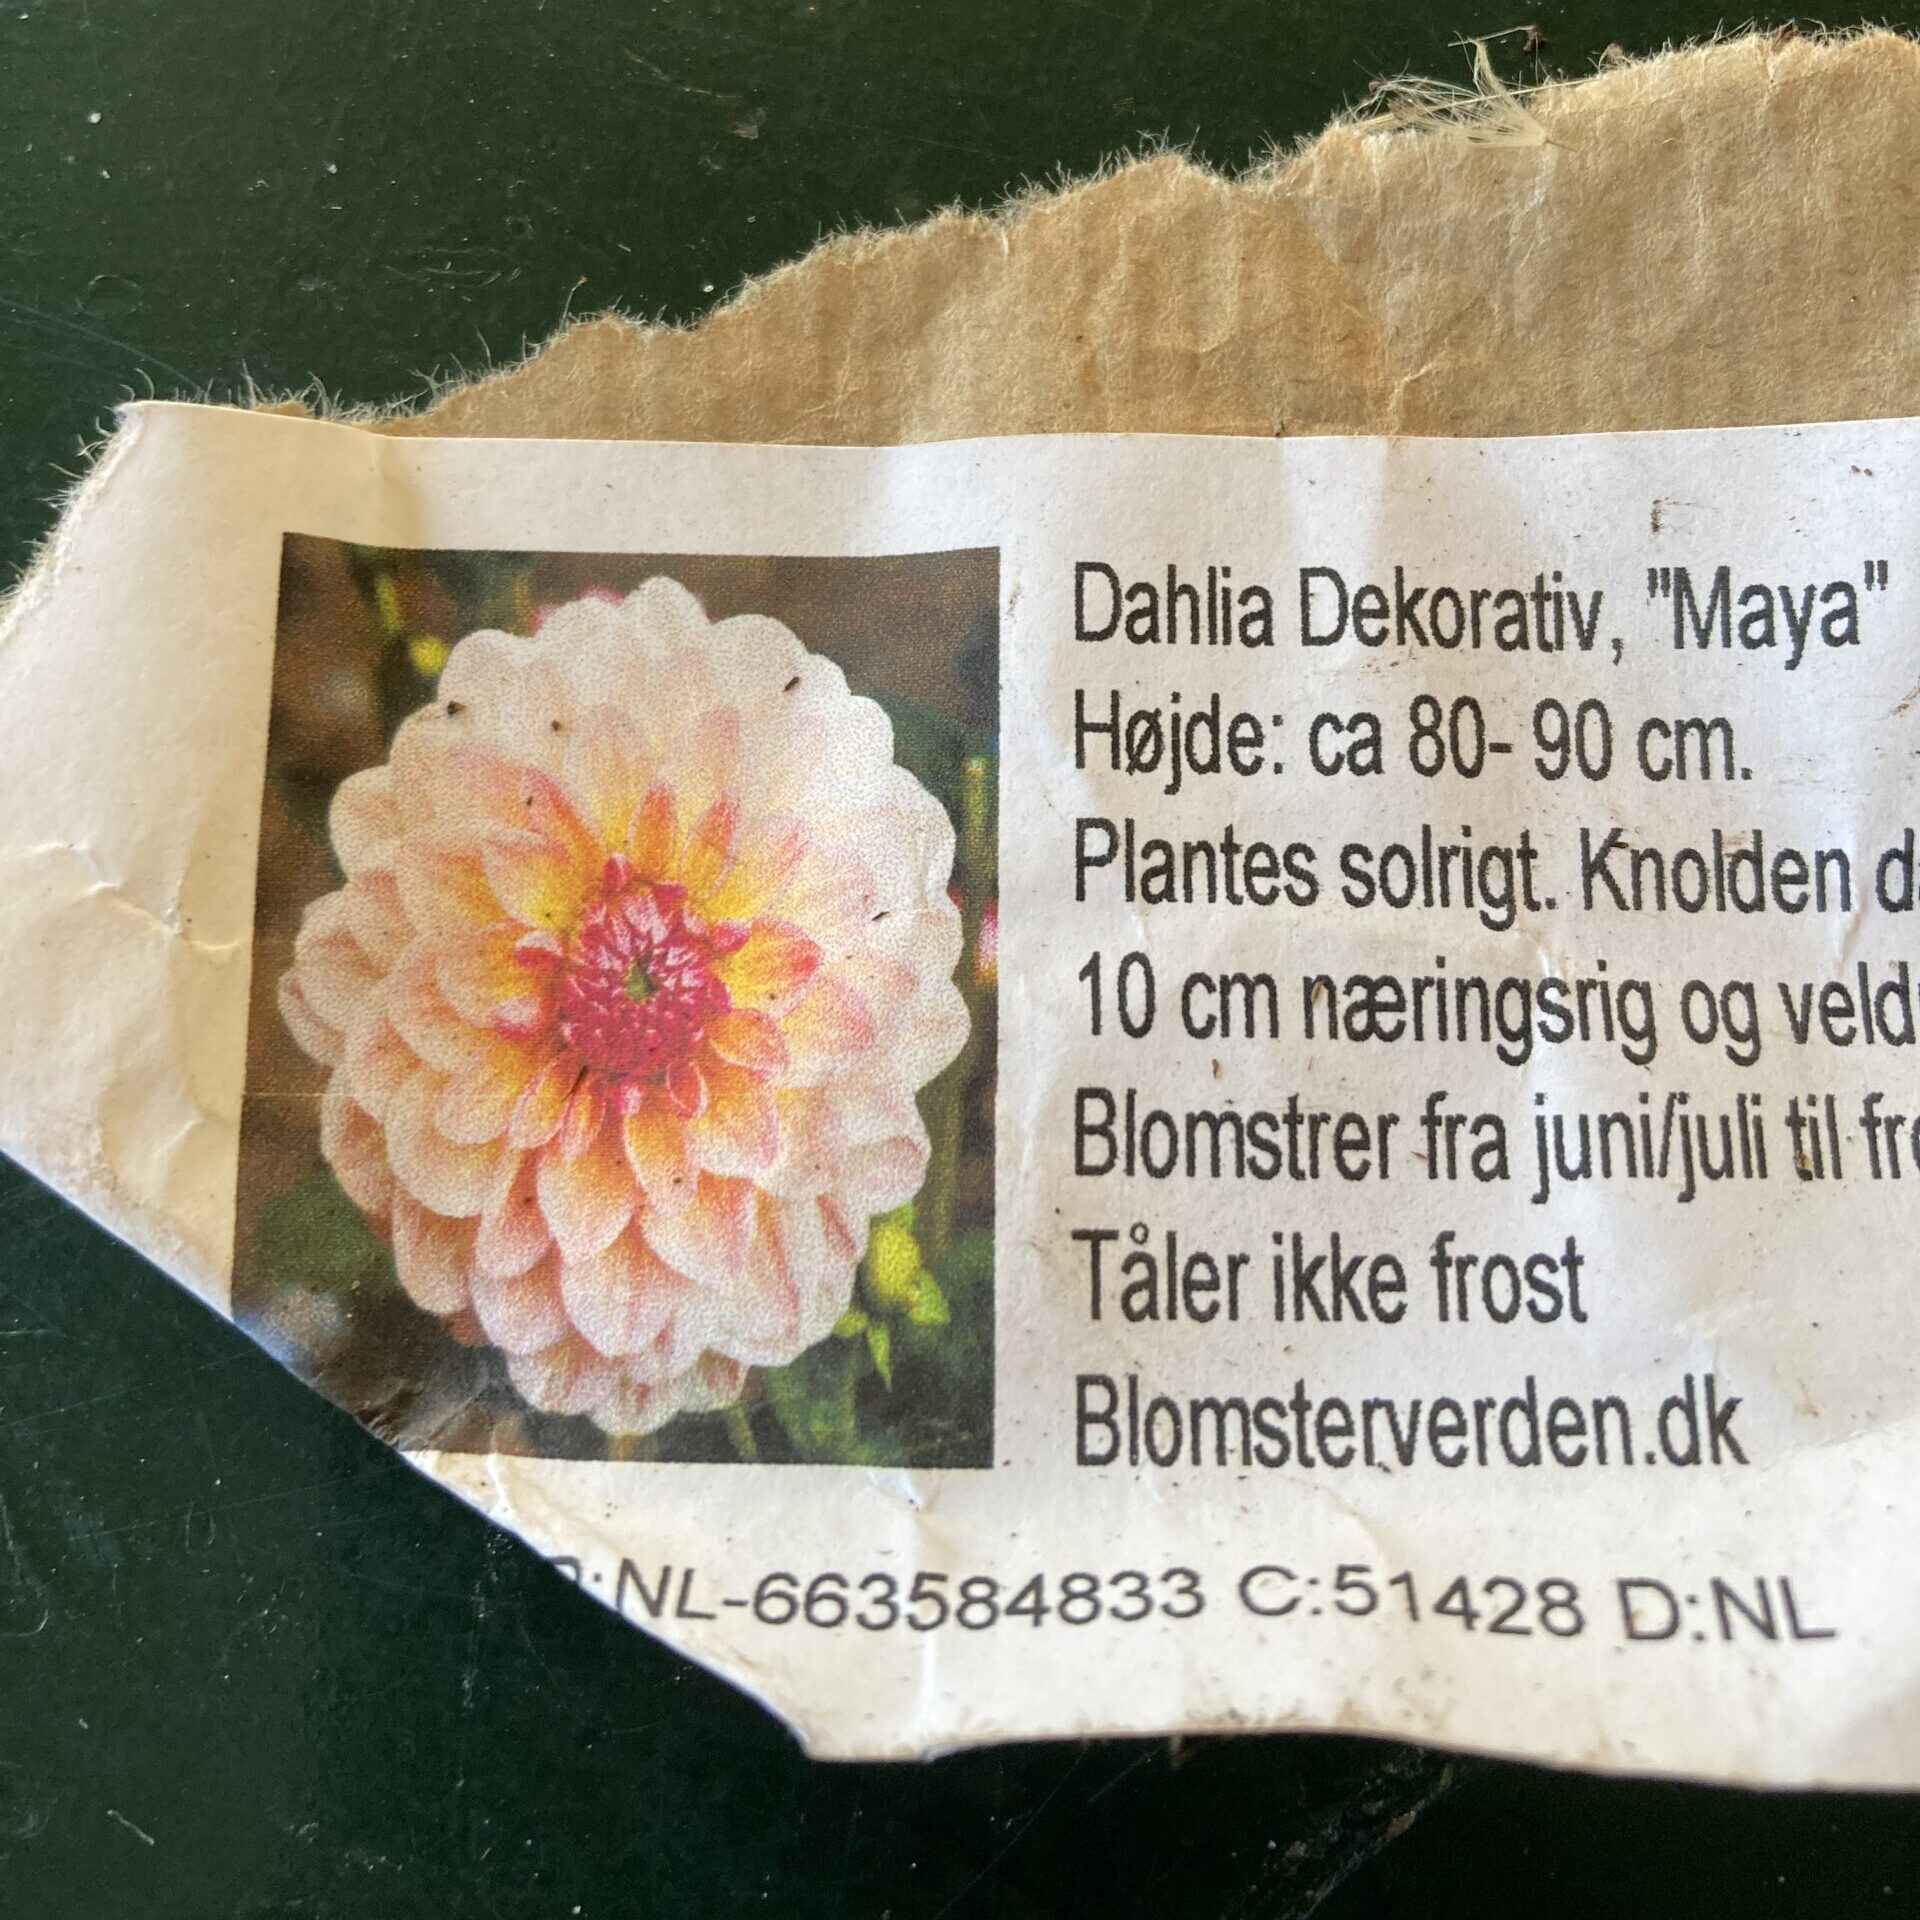 Dahlia Dekorativ, "Maya"
Højde: ca 80- 90 cm.
Plantes solrigt. Knolden
10 cm næringsrig og
Blomstrer fra juni/juli til
Tåler ikke frost
Blomsterverden.dk
:NL-663584833 C:51428 D:NL